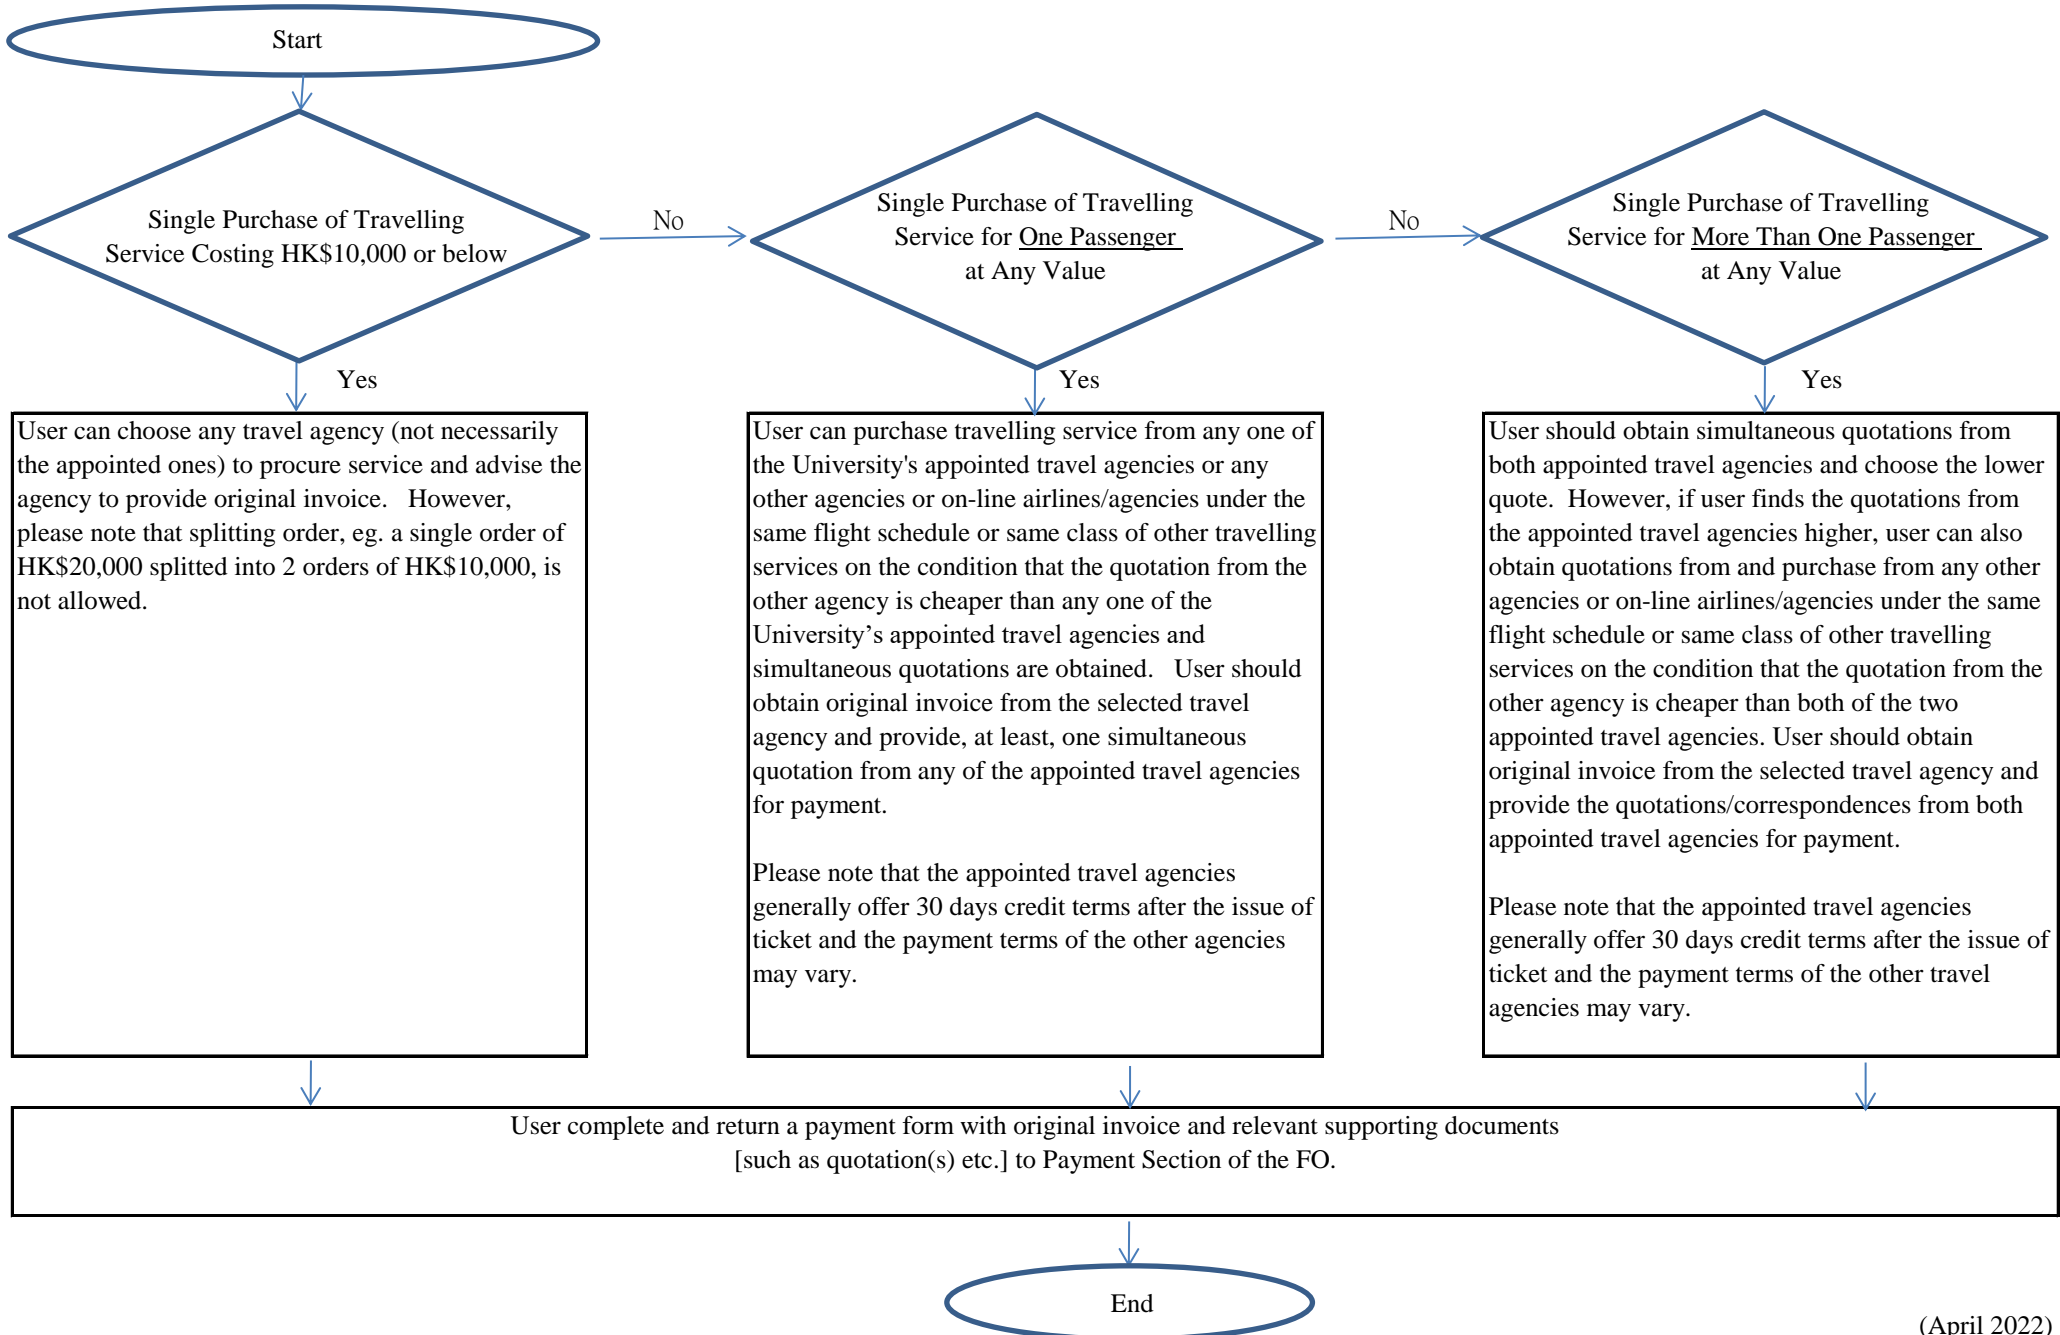 Start
Single Purchase of Travelling
Service Costing HK$10,000 or below
No
Single Purchase of Travelling
Service for One Passenger
at Any Value
No
Single Purchase of Travelling
Service for More Than One Passenger
at Any Value
Yes
Yes
Yes
User can choose any travel agency (not necessarily
the appointed ones) to procure service and advise the
agency to provide original invoice.   However,
please note that splitting order, eg. a single order of
HK$20,000 splitted into 2 orders of HK$10,000, is
not allowed.
User can purchase travelling service from any one of
the University's appointed travel agencies or any
other agencies or on-line airlines/agencies under the
same flight schedule or same class of other travelling
services on the condition that the quotation from the
other agency is cheaper than any one of the
University’s appointed travel agencies and
simultaneous quotations are obtained.   User should
obtain original invoice from the selected travel
agency and provide, at least, one simultaneous
quotation from any of the appointed travel agencies
for payment.
Please note that the appointed travel agencies
generally offer 30 days credit terms after the issue of
ticket and the payment terms of the other agencies
may vary.
User should obtain simultaneous quotations from
both appointed travel agencies and choose the lower
quote.  However, if user finds the quotations from
the appointed travel agencies higher, user can also
obtain quotations from and purchase from any other
agencies or on-line airlines/agencies under the same
flight schedule or same class of other travelling
services on the condition that the quotation from the
other agency is cheaper than both of the two
appointed travel agencies. User should obtain
original invoice from the selected travel agency and
provide the quotations/correspondences from both
appointed travel agencies for payment.
Please note that the appointed travel agencies
generally offer 30 days credit terms after the issue of
ticket and the payment terms of the other travel
agencies may vary.
User complete and return a payment form with original invoice and relevant supporting documents
[such as quotation(s) etc.] to Payment Section of the FO.
End
(April 2022)